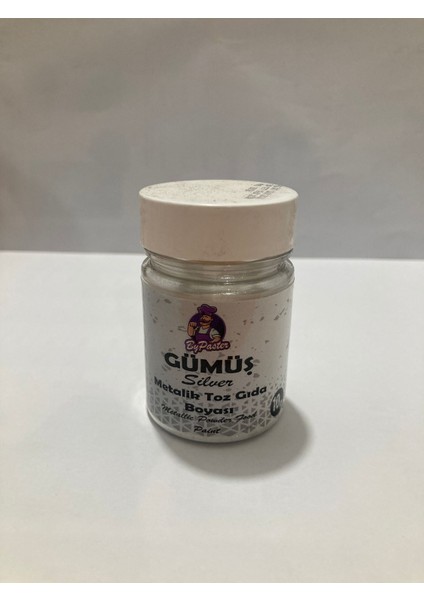 ByPaster
GÜMÜŞ
Silver
Metalik Toz Gıda
Boyası
Metallic Powder Food
Paint